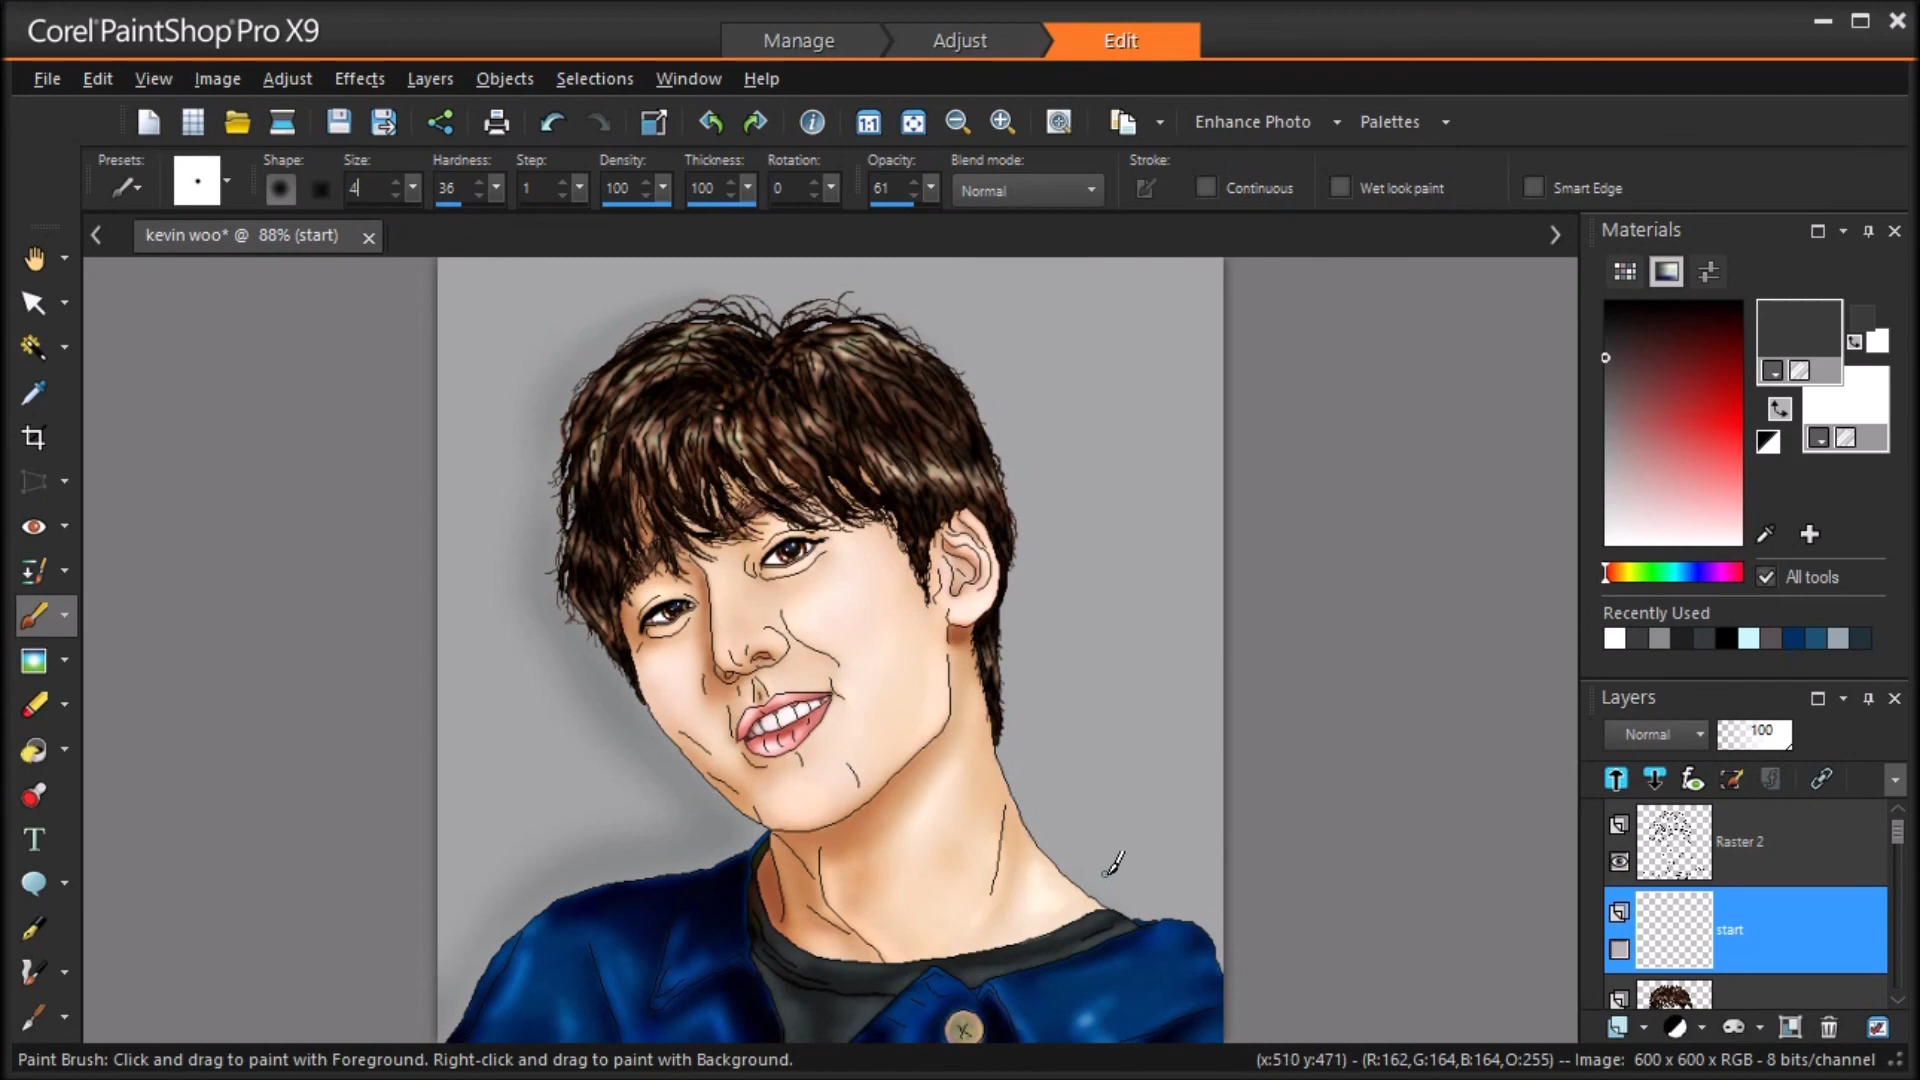 Corel PaintShop Pro X9
Manage Adjust Edit
File Edit View Image Adjust Effects Layers Objects Selections Window Help
1:1 Enhance Photo Palettes
Presets: Shape: Size: Hardness: Step: Density: Thickness: Rotation: Opacity: Blend mode: Stroke:
4 36 1 100 100 0 61 Normal Continuous Wet look paint Smart Edge
kevin woo* @ 88% (start)
Materials
All tools
Recently Used
Layers
Normal 100
Raster 2
start
Paint Brush: Click and drag to paint with Foreground. Right-click and drag to paint with Background.
(x:510 y:471) - (R:162,G:164,B:164,O:255) -- Image: 600 x 600 x RGB - 8 bits/channel